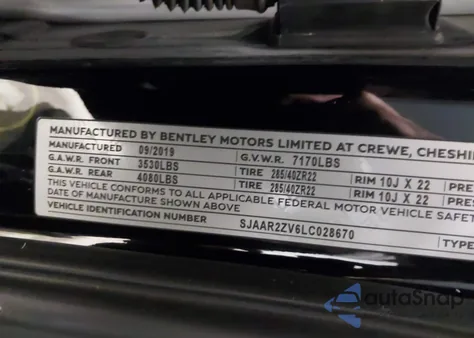 MANUFACTURED BY BENTLEY MOTORS LIMITED AT CREWE, CHESHI
MANUFACTURED 09/2019 G.V.W.R. 7170LBS
G.A.W.R. FRONT 3530LBS TIRE 285/40ZR22 RIM 10J X 22 PRE
G.A.W.R. REAR 4080LBS TIRE 285/40ZR22 RIM 10J X 22 PRE
THIS VEHICLE CONFORMS TO ALL APPLICABLE FEDERAL MOTOR VEHICLE SAFE
DATE OF MANUFACTURE SHOWN ABOVE
VEHICLE IDENTIFICATION NUMBER SJAAR2ZV6LC028670 TYPE
autoSnap